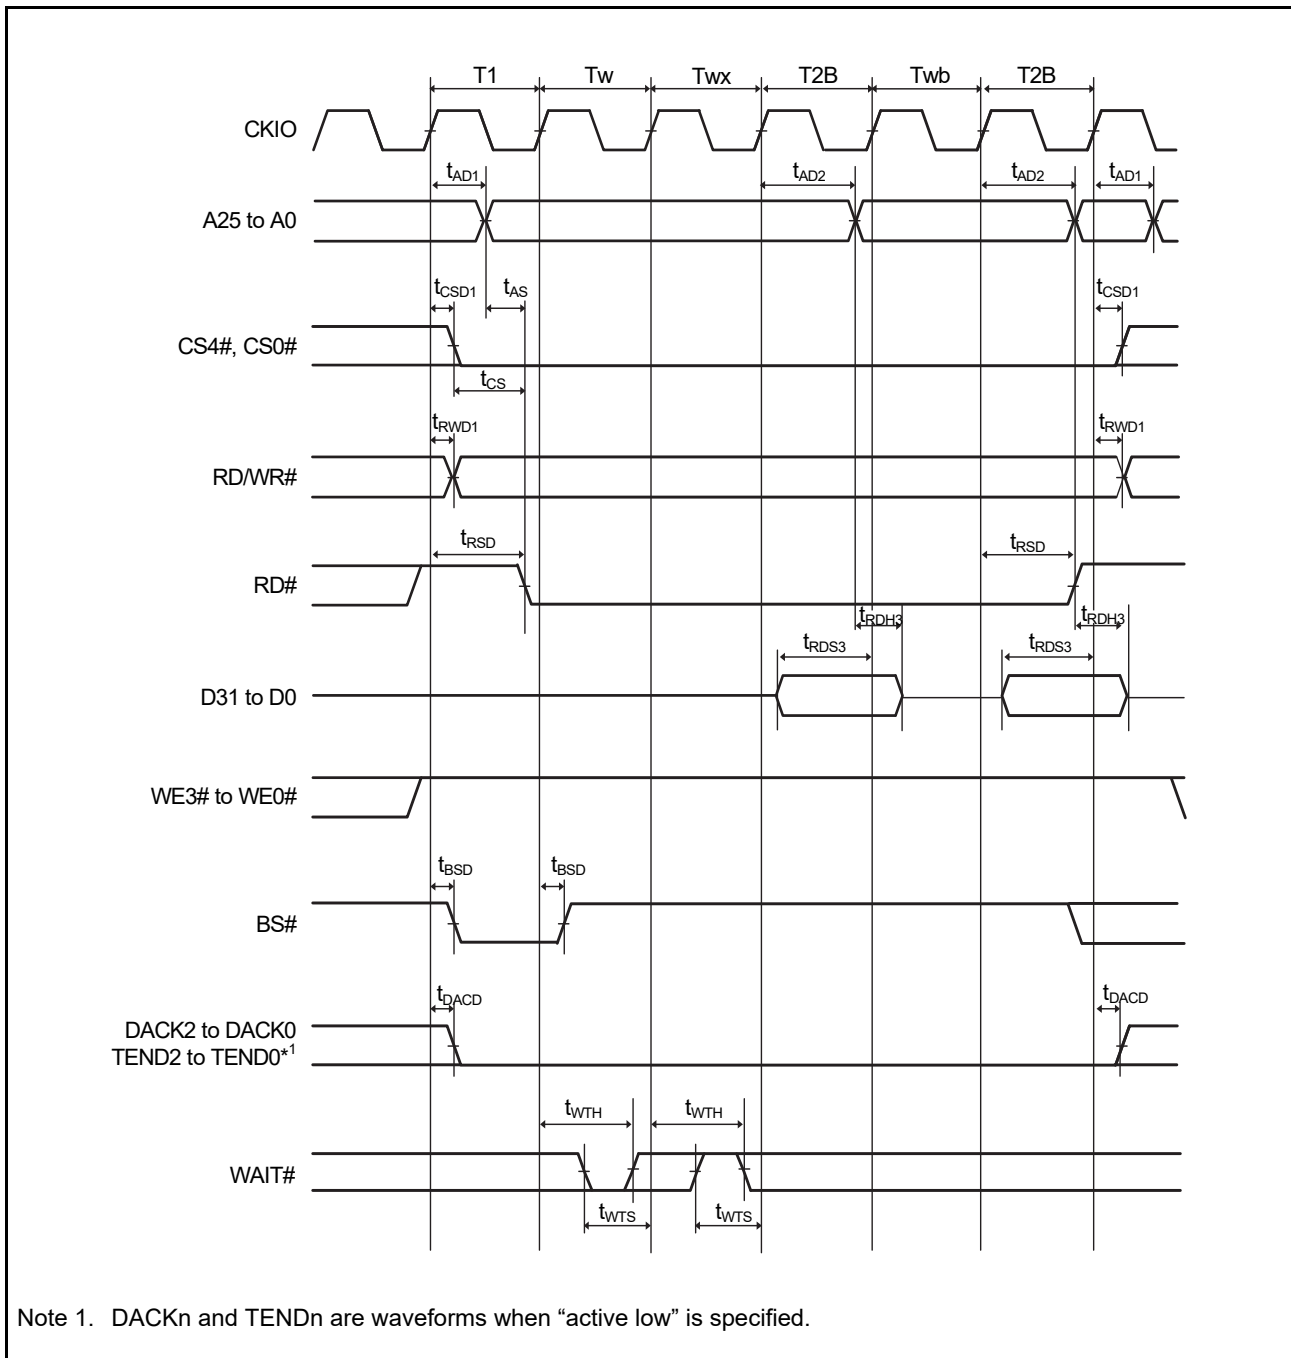 T1 Tw Twx T2B Twb T2B
CKIO
tAD1 tAD2 tAD2 tAD1
A25 to A0
tCSD1 tAS tCSD1
CS4#, CS0#
tCS
tRWD1 tRWD1
RD/WR#
tRSD tRSD
RD#
tRDH3 tRDH3
tRDS3 tRDS3
D31 to D0
WE3# to WE0#
tBSD tBSD
BS#
tDACD tDACD
DACK2 to DACK0
TEND2 to TEND0*1
tWTH tWTH
WAIT#
tWTS tWTS
Note 1. DACKn and TENDn are waveforms when “active low” is specified.